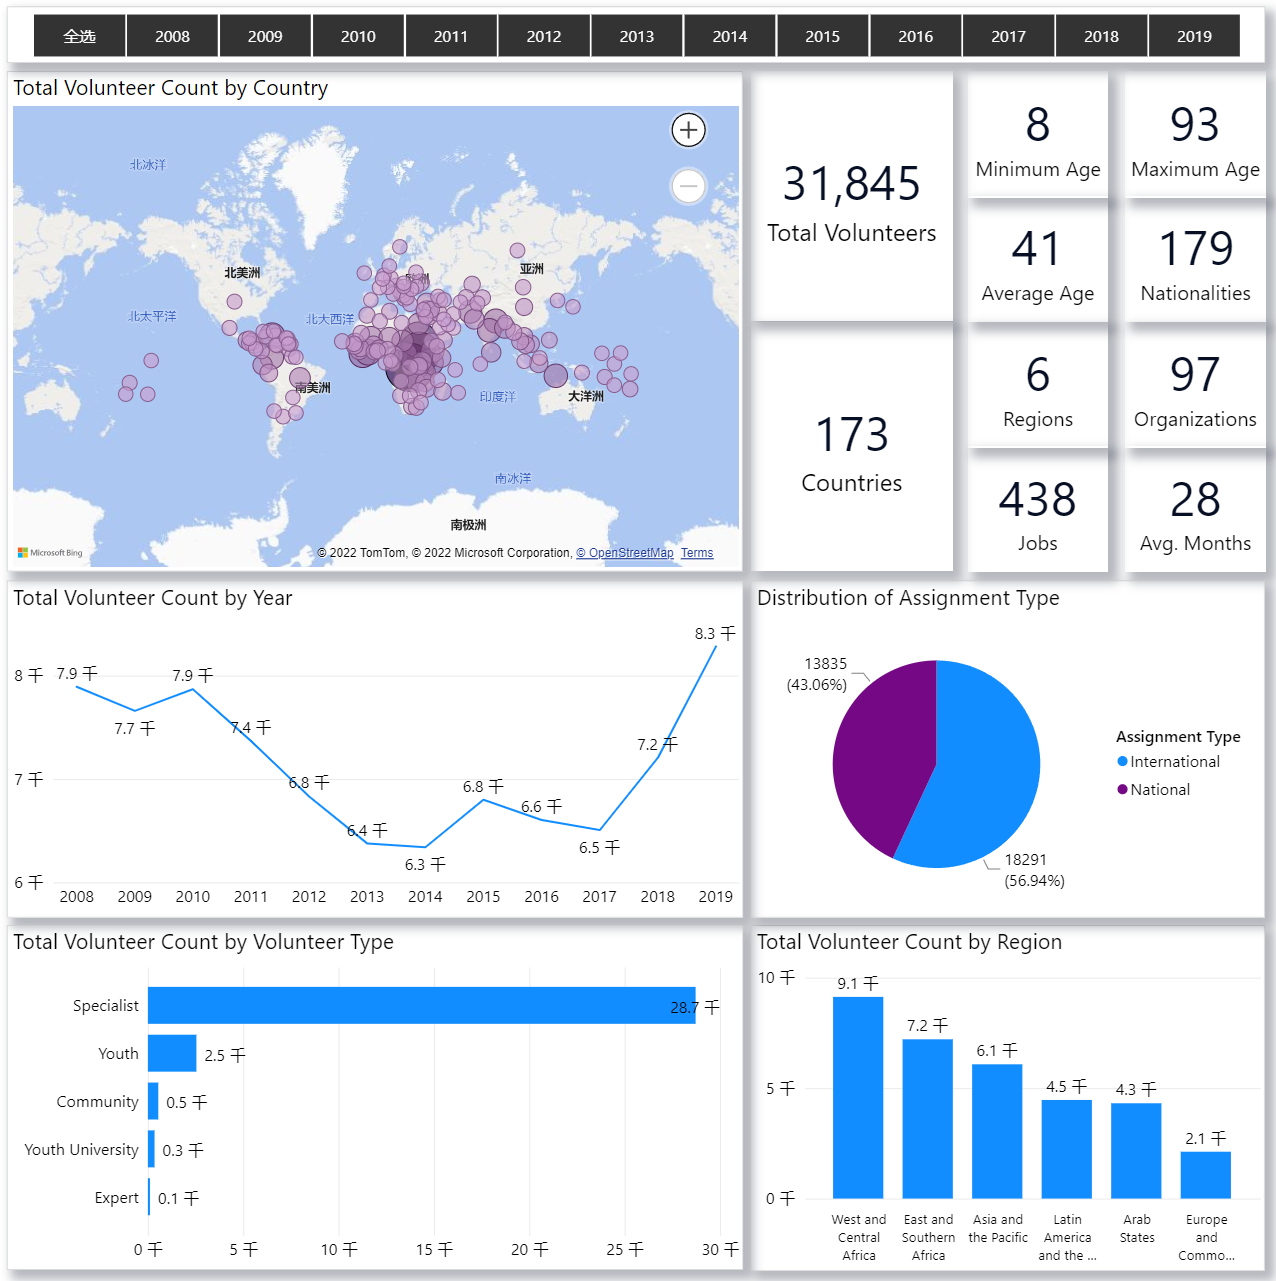 全选 2008 2009 2010 2011 2012 2013 2014 2015 2016 2017 2018 2019
Total Volunteer Count by Country
北冰洋
北美洲
亚洲
北太平洋
北大西洋
南美洲
印度洋
大洋洲
南冰洋
南极洲
Microsoft Bing
© 2022 TomTom, © 2022 Microsoft Corporation, © OpenStreetMap Terms
31,845
Total Volunteers
173
Countries
8
Minimum Age
93
Maximum Age
41
Average Age
179
Nationalities
6
Regions
97
Organizations
438
Jobs
28
Avg. Months
Total Volunteer Count by Year
8 千
7 千
6 千
7.9 千
7.7 千
7.9 千
7.4 千
6.8 千
6.4 千
6.3 千
6.8 千
6.6 千
6.5 千
7.2 千
8.3 千
2008 2009 2010 2011 2012 2013 2014 2015 2016 2017 2018 2019
Distribution of Assignment Type
13835
(43.06%)
18291
(56.94%)
Assignment Type
International
National
Total Volunteer Count by Volunteer Type
Specialist 28.7 千
Youth 2.5 千
Community 0.5 千
Youth University 0.3 千
Expert 0.1 千
0 千 5 千 10 千 15 千 20 千 25 千 30 千
Total Volunteer Count by Region
10 千
5 千
0 千
9.1 千
7.2 千
6.1 千
4.5 千
4.3 千
2.1 千
West and
Central
Africa
East and
Southern
Africa
Asia and
the Pacific
Latin
America
and the ...
Arab
States
Europe
and
Commo...